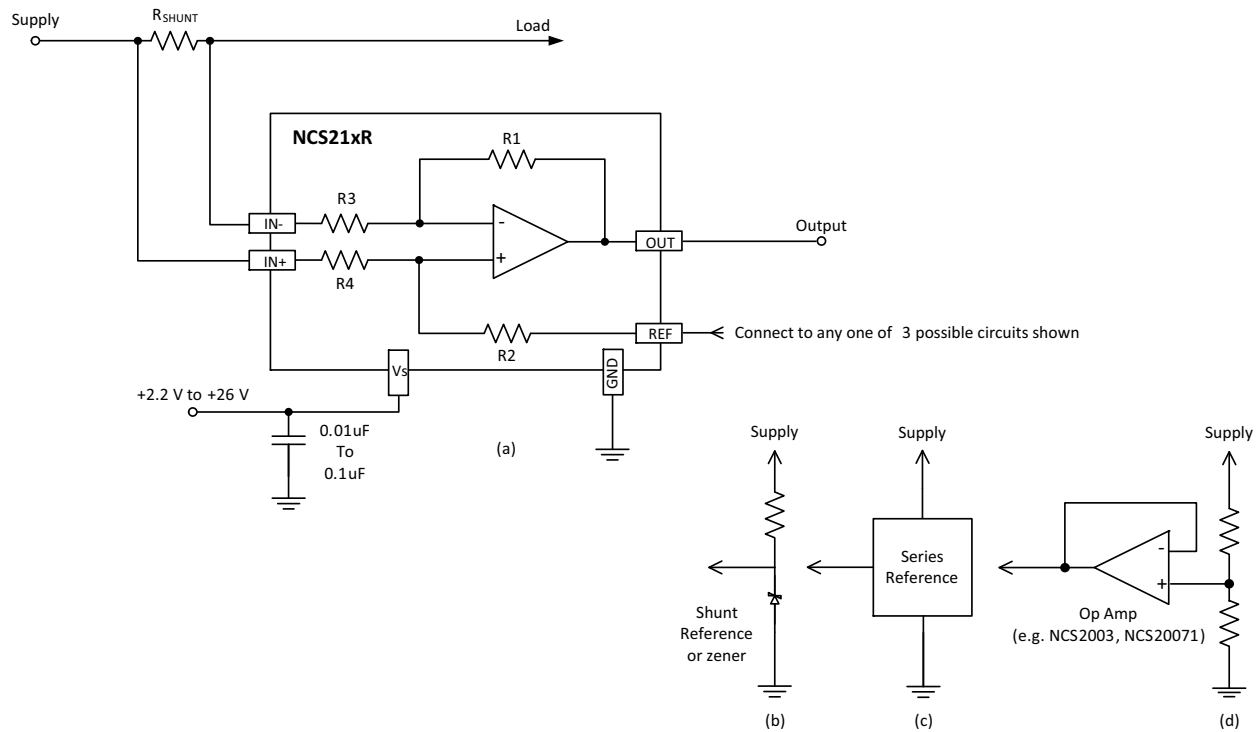 Supply
R_SHUNT
Load
NCS21xR
R1
R3
IN-
-
OUT
Output
IN+
+
R4
REF
Connect to any one of 3 possible circuits shown
R2
Vs
GND
+2.2 V to +26 V
0.01uF
To
0.1uF
(a)
Supply
Supply
Supply
Series
Reference
-
+
Shunt
Reference
or zener
Op Amp
(e.g. NCS2003, NCS20071)
(b)
(c)
(d)